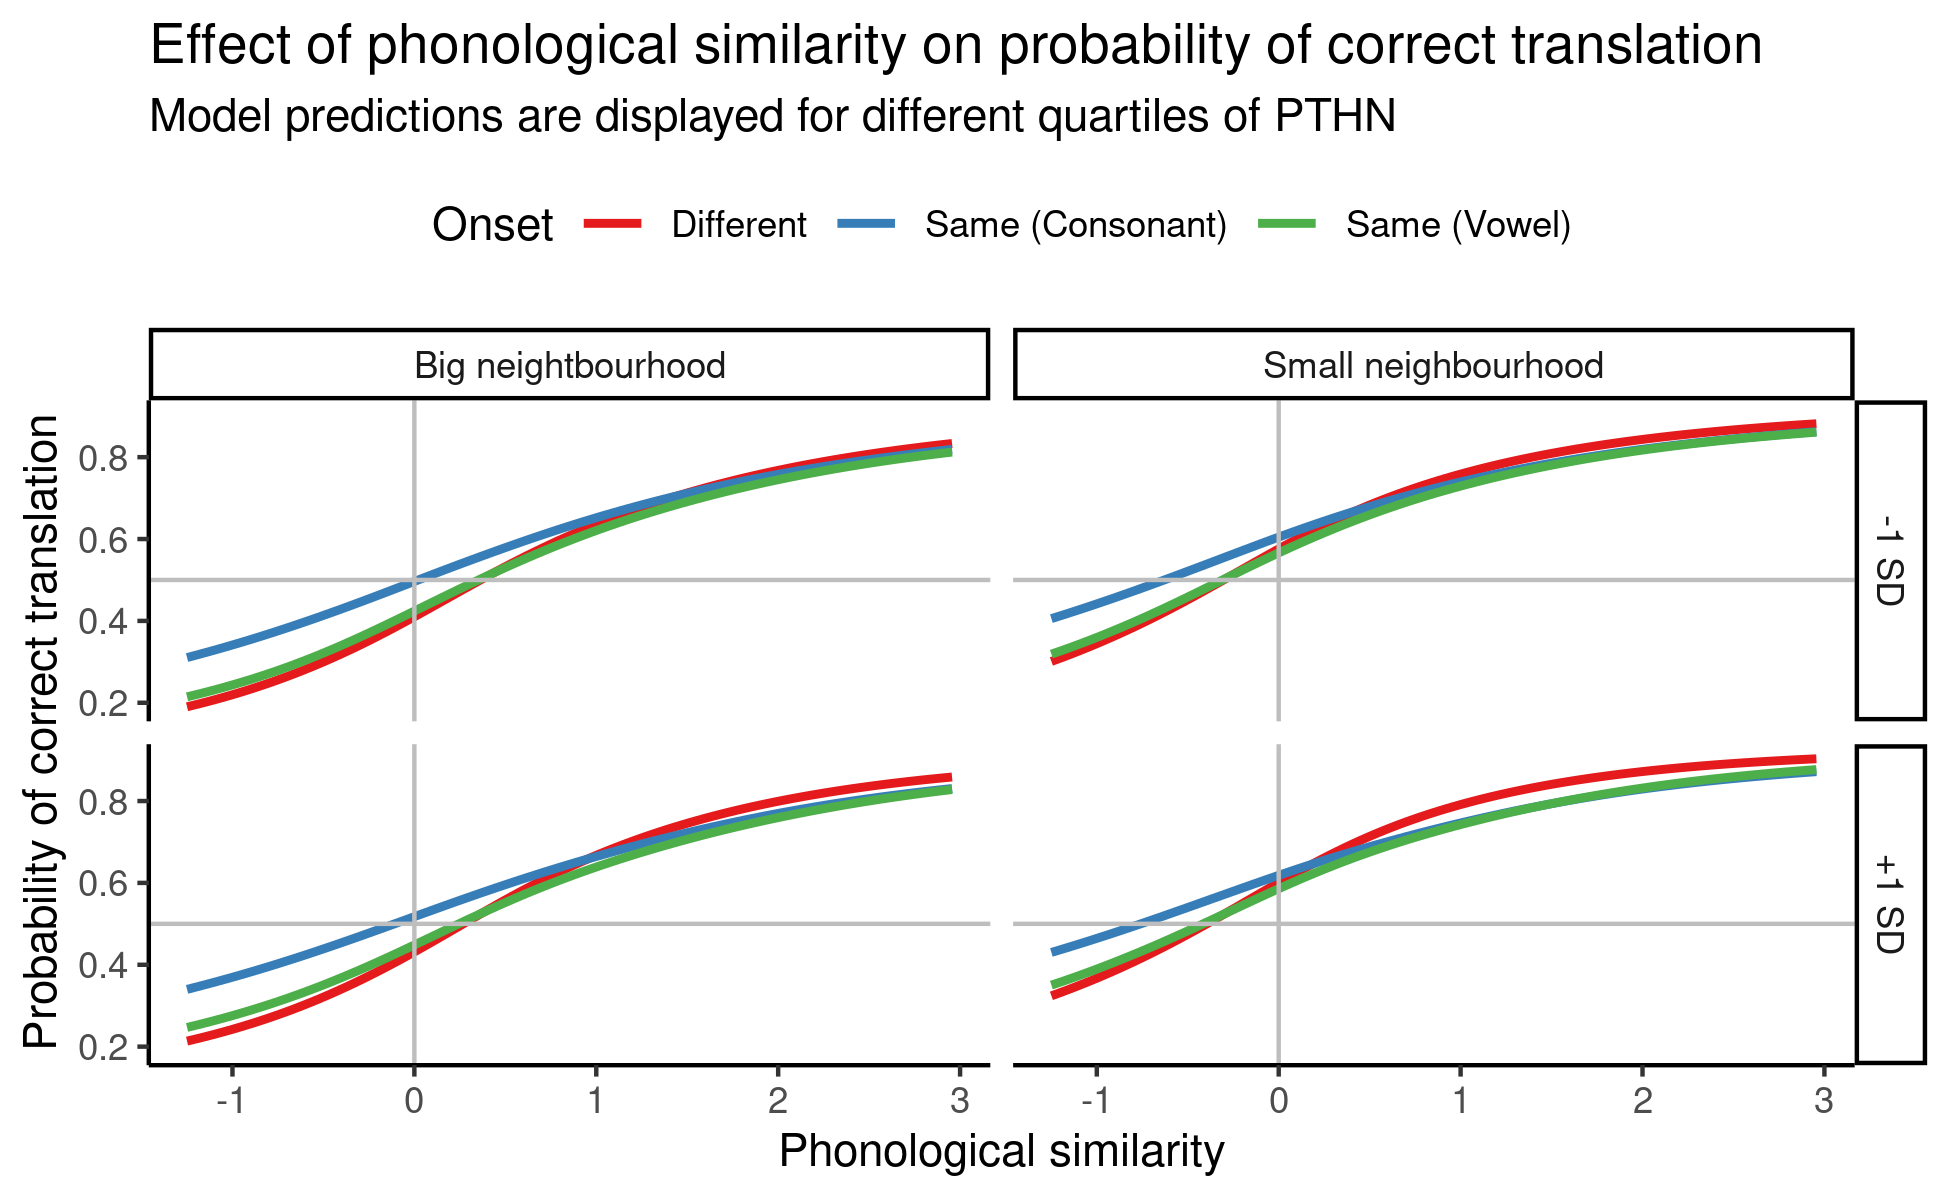 Effect of phonological similarity on probability of correct translation
Model predictions are displayed for different quartiles of PTHN
Onset Different Same (Consonant) Same (Vowel)
Big neightbourhood Small neighbourhood
Probability of correct translation
0.8
0.6
0.4
0.2
-1 SD
0.8
0.6
0.4
0.2
+1 SD
-1 0 1 2 3 -1 0 1 2 3
Phonological similarity